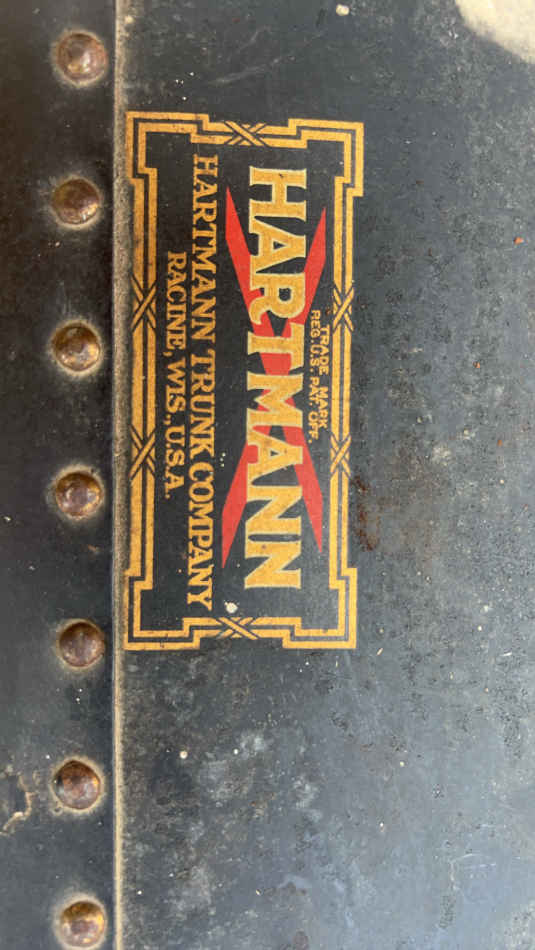 TRADE MARK
REG. U.S. PAT. OFF.
HARTMANN
HARTMANN TRUNK COMPANY
RACINE, WIS., U.S.A.